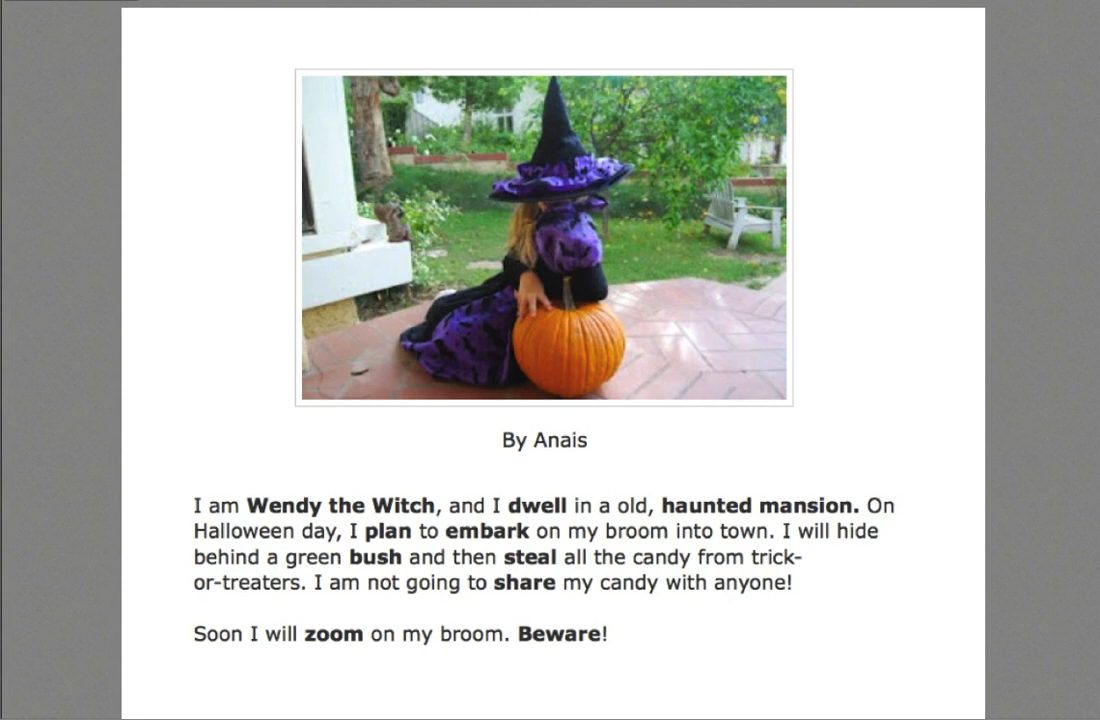 By Anais
I am Wendy the Witch, and I dwell in a old, haunted mansion. On
Halloween day, I plan to embark on my broom into town. I will hide
behind a green bush and then steal all the candy from trick-
or-treaters. I am not going to share my candy with anyone!
Soon I will zoom on my broom. Beware!